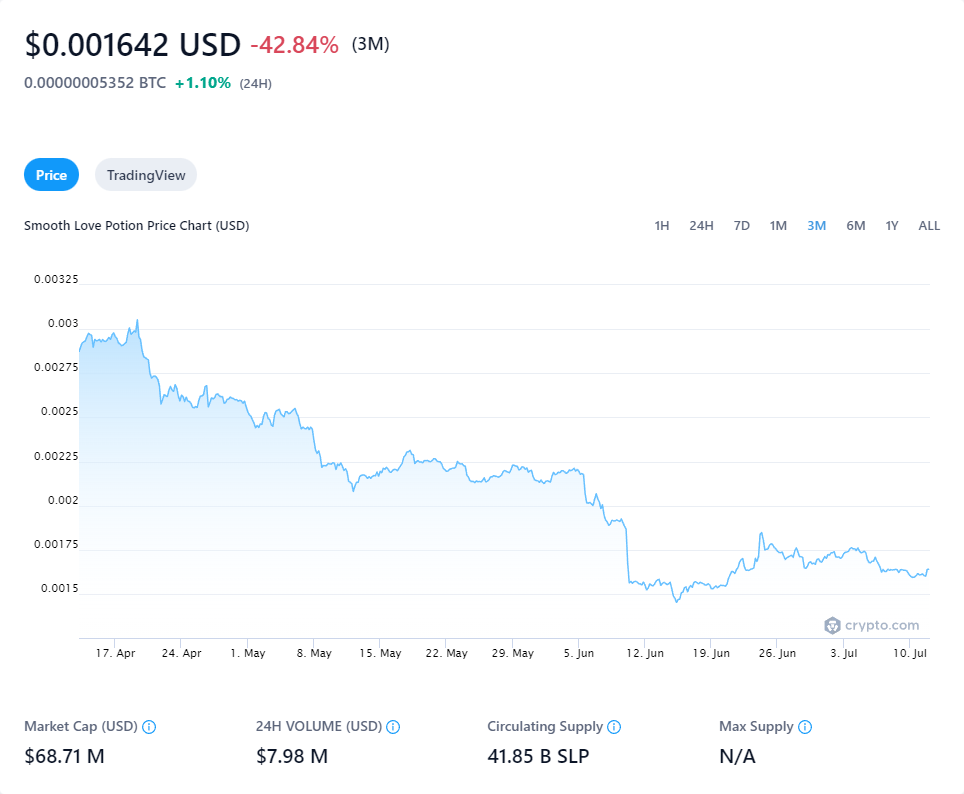 $0.001642 USD -42.84% (3M)
0.00000005352 BTC +1.10% (24H)
Price TradingView
Smooth Love Potion Price Chart (USD) 1H 24H 7D 1M 3M 6M 1Y ALL
0.00325
0.003
0.00275
0.0025
0.00225
0.002
0.00175
0.0015
crypto.com
17. Apr 24. Apr 1. May 8. May 15. May 22. May 29. May 5. Jun 12. Jun 19. Jun 26. Jun 3. Jul 10. Jul
Market Cap (USD) 24H VOLUME (USD) Circulating Supply Max Supply
$68.71 M $7.98 M 41.85 B SLP N/A